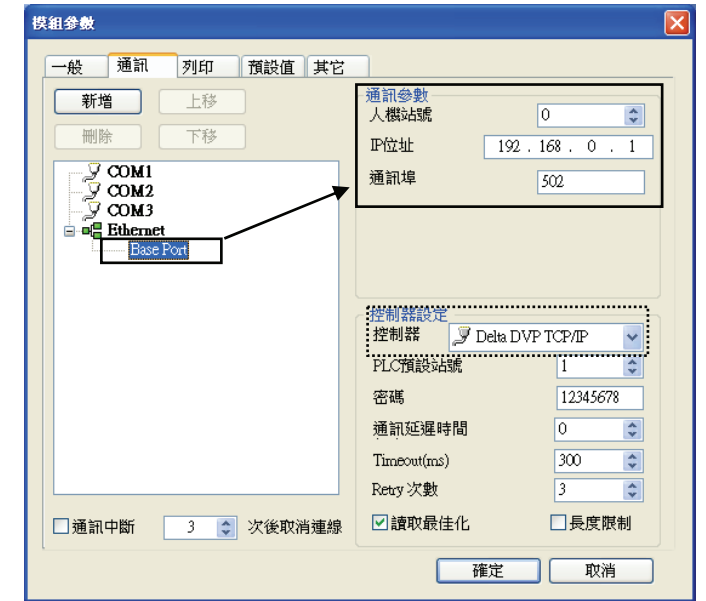 模組參數
一般 通訊 列印 預設值 其它
新增 上移
刪除 下移
COM1
COM2
COM3
Ethernet
Base Port
通訊中斷 3 次後取消連線
通訊參數
人機站號 0
IP位址 192 . 168 . 0 . 1
通訊埠 502
控制器設定
控制器 Delta DVP TCP/IP
PLC預設站號 1
密碼 12345678
通訊延遲時間 0
Timeout(ms) 300
Retry 次數 3
讀取最佳化 長度限制
確定 取消